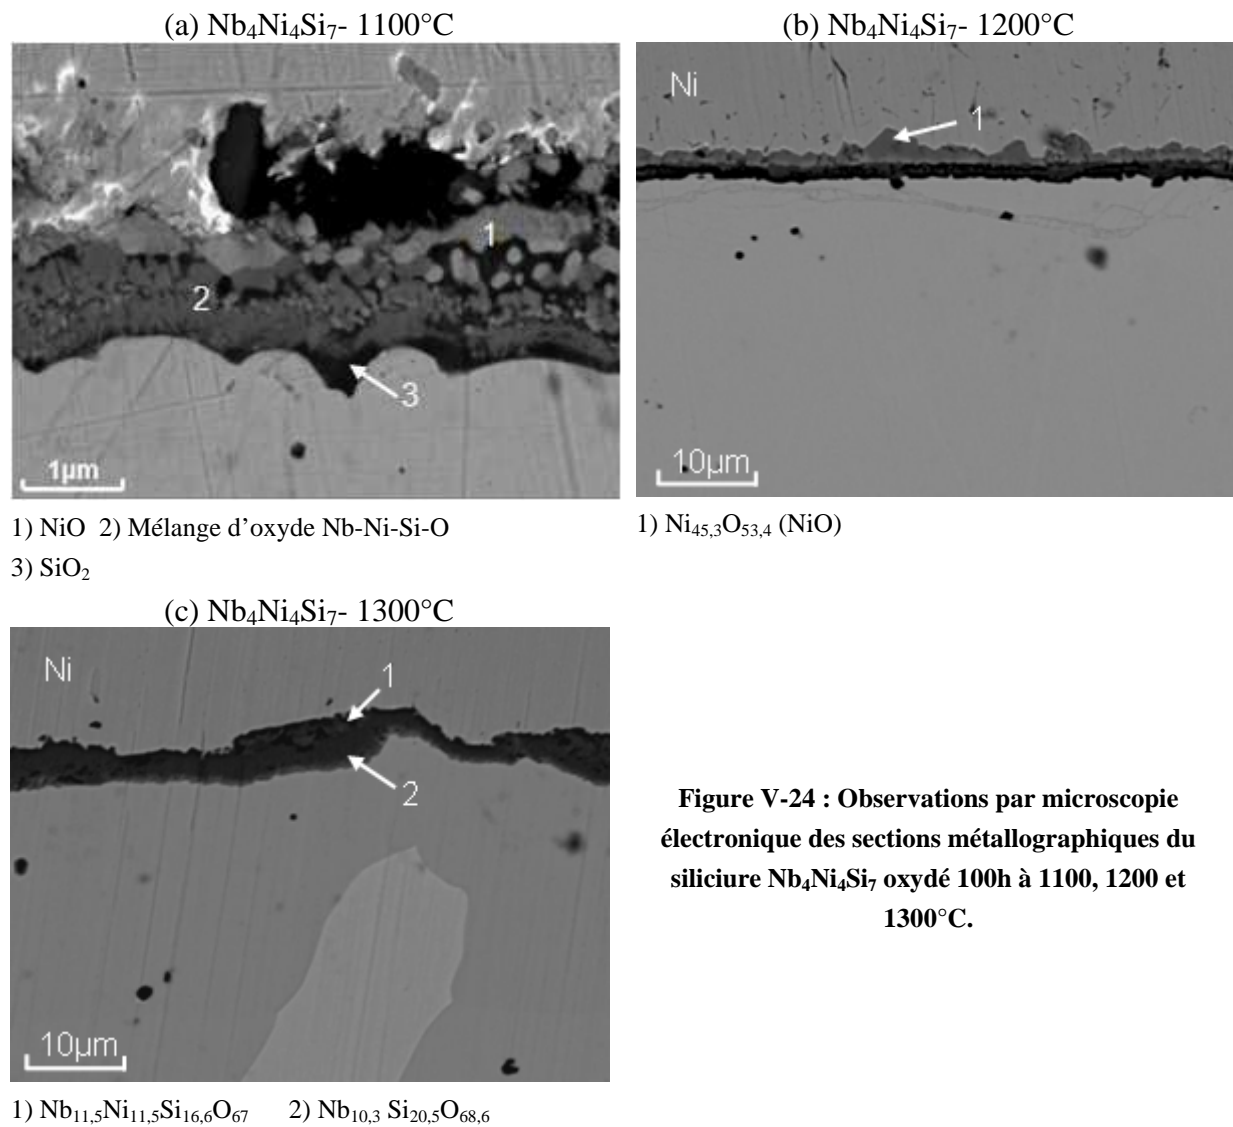 (a) Nb₄Ni₄Si₇- 1100°C
1
2
3
1µm
1) NiO 2) Mélange d’oxyde Nb-Ni-Si-O
3) SiO₂
(b) Nb₄Ni₄Si₇- 1200°C
Ni
1
10µm
1) Ni₄₅,₃O₅₃,₄ (NiO)
(c) Nb₄Ni₄Si₇- 1300°C
Ni
1
2
10µm
1) Nb₁₁,₅Ni₁₁,₅Si₁₆,₆O₆₇ 2) Nb₁₀,₃ Si₂₀,₅O₆₈,₆
Figure V-24 : Observations par microscopie
électronique des sections métallographiques du
siliciure Nb₄Ni₄Si₇ oxydé 100h à 1100, 1200 et
1300°C.